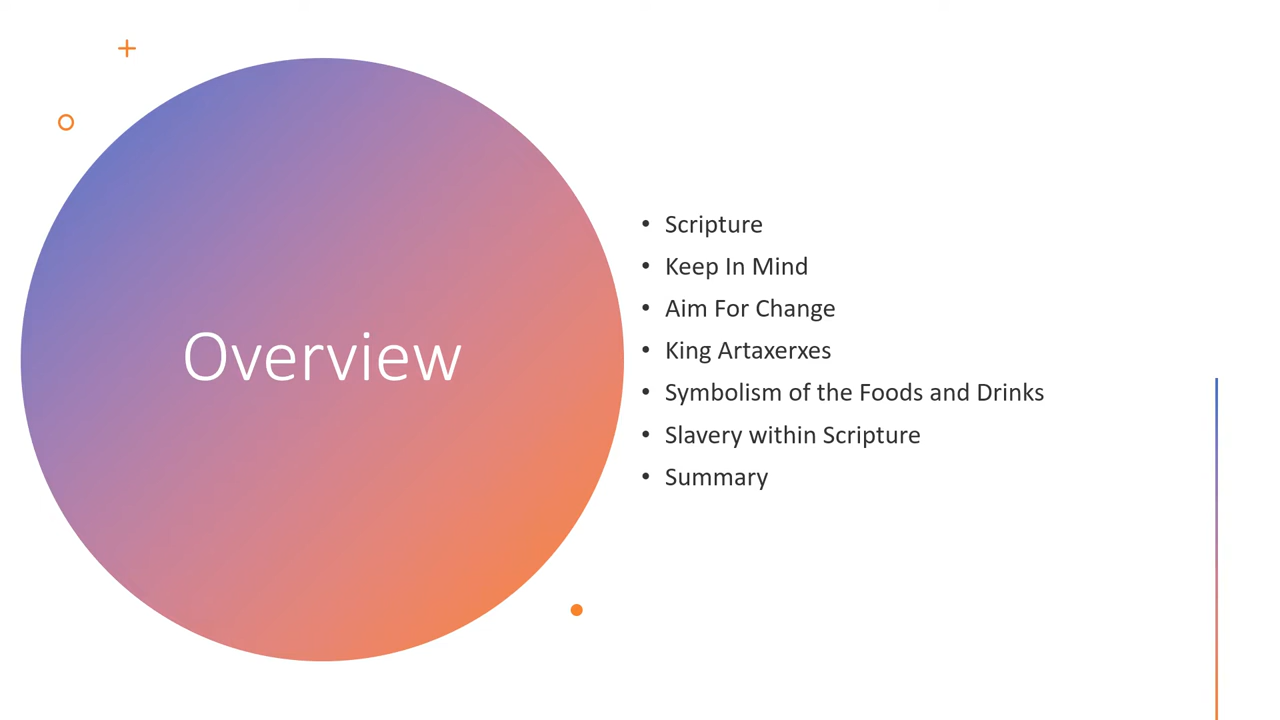 Overview
• Scripture
• Keep In Mind
• Aim For Change
• King Artaxerxes
• Symbolism of the Foods and Drinks
• Slavery within Scripture
• Summary